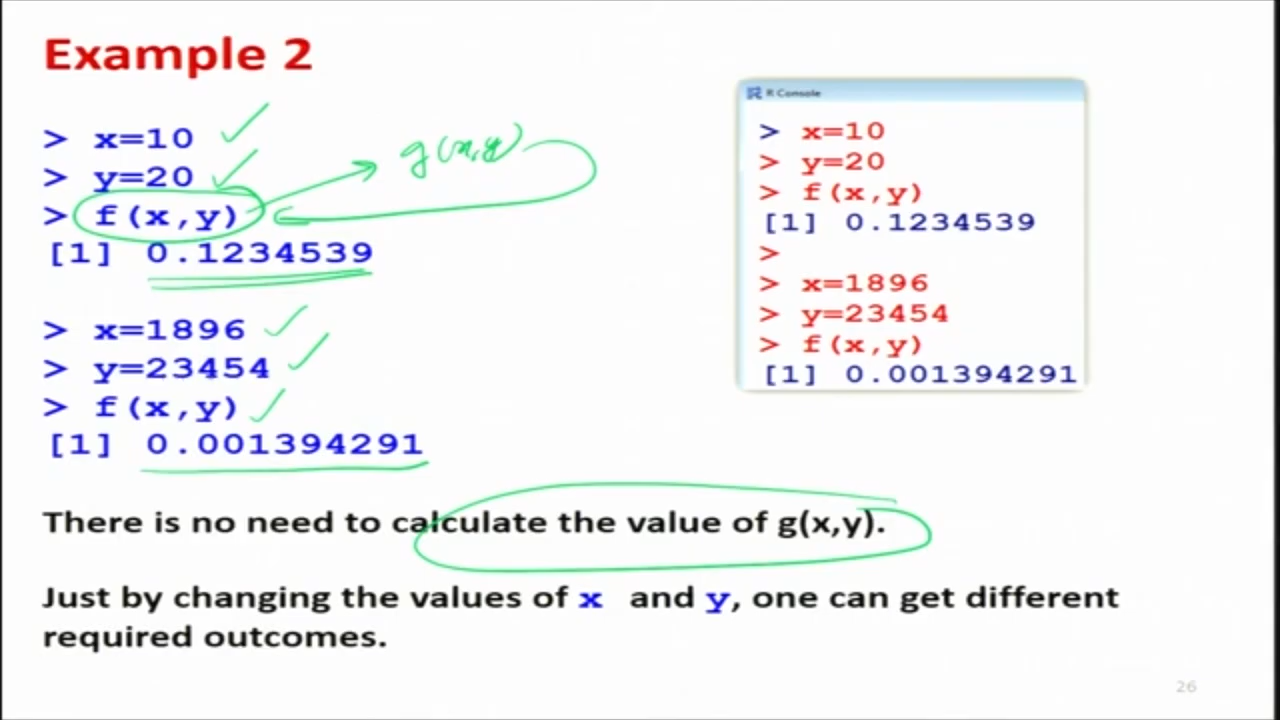 Example 2
> x=10
> y=20
> f(x,y)
g(x,y)
[1] 0.1234539
> x=1896
> y=23454
> f(x,y)
[1] 0.001394291
R Console
> x=10
> y=20
> f(x,y)
[1] 0.1234539
>
> x=1896
> y=23454
> f(x,y)
[1] 0.001394291
There is no need to calculate the value of g(x,y).
Just by changing the values of x and y, one can get different
required outcomes.
26